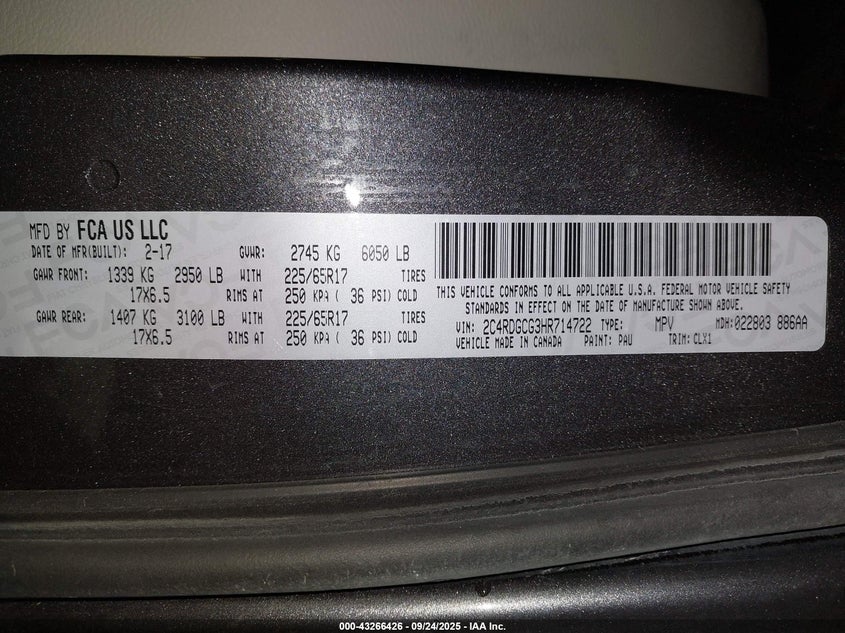 MFD BY FCA US LLC
DATE OF MFR(BUILT): 2-17 GVWR: 2745 KG 6050 LB
GAWR FRONT: 1339 KG 2950 LB WITH 225/65R17 TIRES
17X6.5 RIMS AT 250 KPA ( 36 PSI) COLD
GAWR REAR: 1407 KG 3100 LB WITH 225/65R17 TIRES
17X6.5 RIMS AT 250 KPA ( 36 PSI) COLD
THIS VEHICLE CONFORMS TO ALL APPLICABLE U.S.A. FEDERAL MOTOR VEHICLE SAFETY
STANDARDS IN EFFECT ON THE DATE OF MANUFACTURE SHOWN ABOVE.
VIN: 2C4RDGCG3HR714722 TYPE: MPV MDH: 022803 886AA
VEHICLE MADE IN CANADA PAINT: PAU TRIM: CLX1
000-43266426 - 09/24/2025 - IAA Inc.